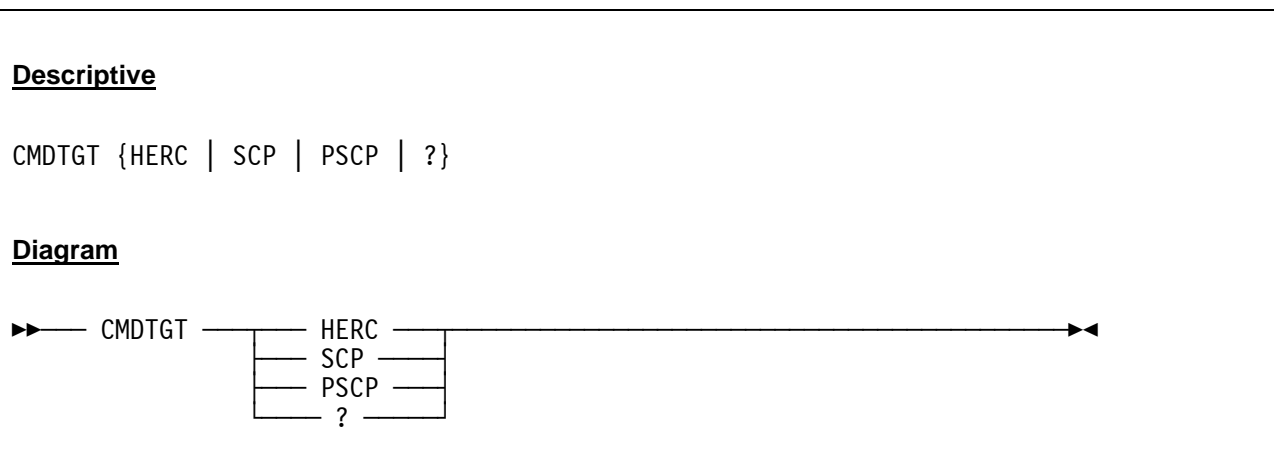 Descriptive
CMDTGT {HERC | SCP | PSCP | ?}
Diagram
CMDTGT HERC
SCP
PSCP
?